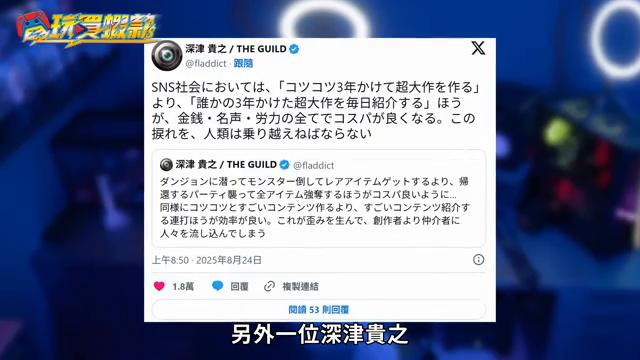 食玩買蝦款
深津 貴之 / THE GUILD
@fladdict · 跟隨
SNS社会においては、「コツコツ3年かけて超大作を作る」
より、「誰かの3年かけた超大作を毎日紹介する」ほう
が、金銭・名声・労力の全てでコスパが良くなる。この
捩れを、人類は乗り越えねばならない
深津 貴之 / THE GUILD @fladdict
ダンジョンに潜ってモンスター倒してレアアイテムゲットするより、帰
還するパーティ襲って全アイテム強奪するほうがコスパ良いように...
同様にコツコツとすごいコンテンツ作るより、すごいコンテンツ紹介す
る連打ほうが効率が良い。これが歪みを生んで、創作者より仲介者に
人々を流し込んでしまう
上午8:50 · 2025年8月24日
1.8萬 回覆 複製連結
閱讀 53 則回覆
另外一位深津貴之